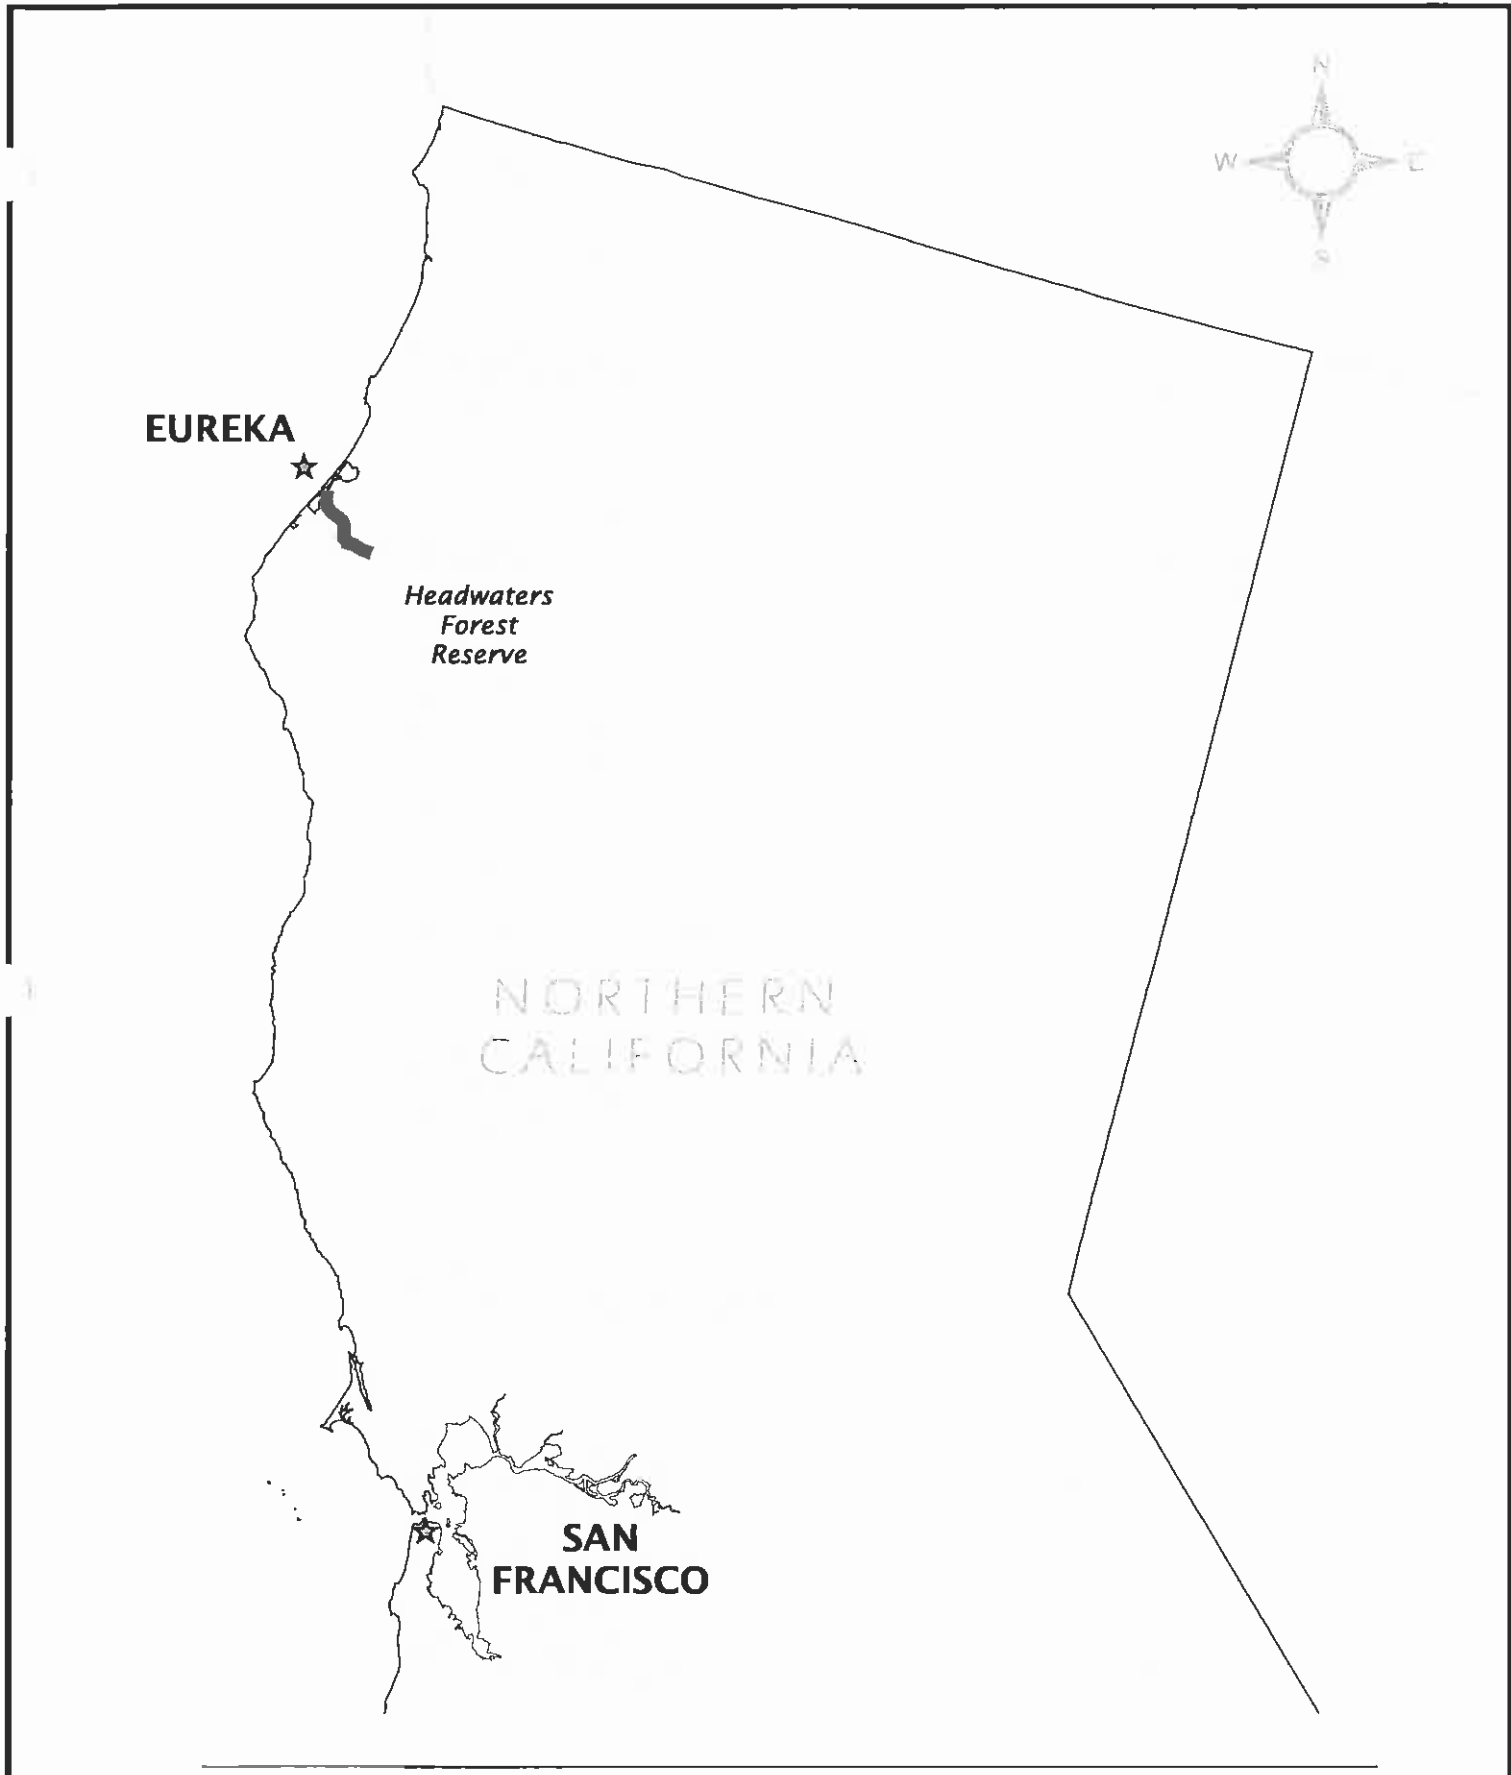 N
W E
S
EUREKA
Headwaters
Forest
Reserve
NORTHERN
CALIFORNIA
SAN
FRANCISCO